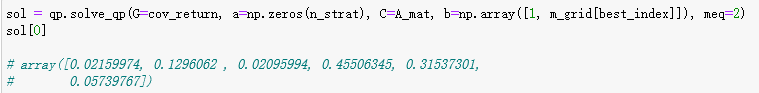 sol = qp.solve_qp(G=cov_return, a=np.zeros(n_strat), C=A_mat, b=np.array([1, m_grid[best_index]]), meq=2)
sol[0]
# array([0.02159974, 0.1296062 , 0.02095994, 0.45506345, 0.31537301,
#        0.05739767])